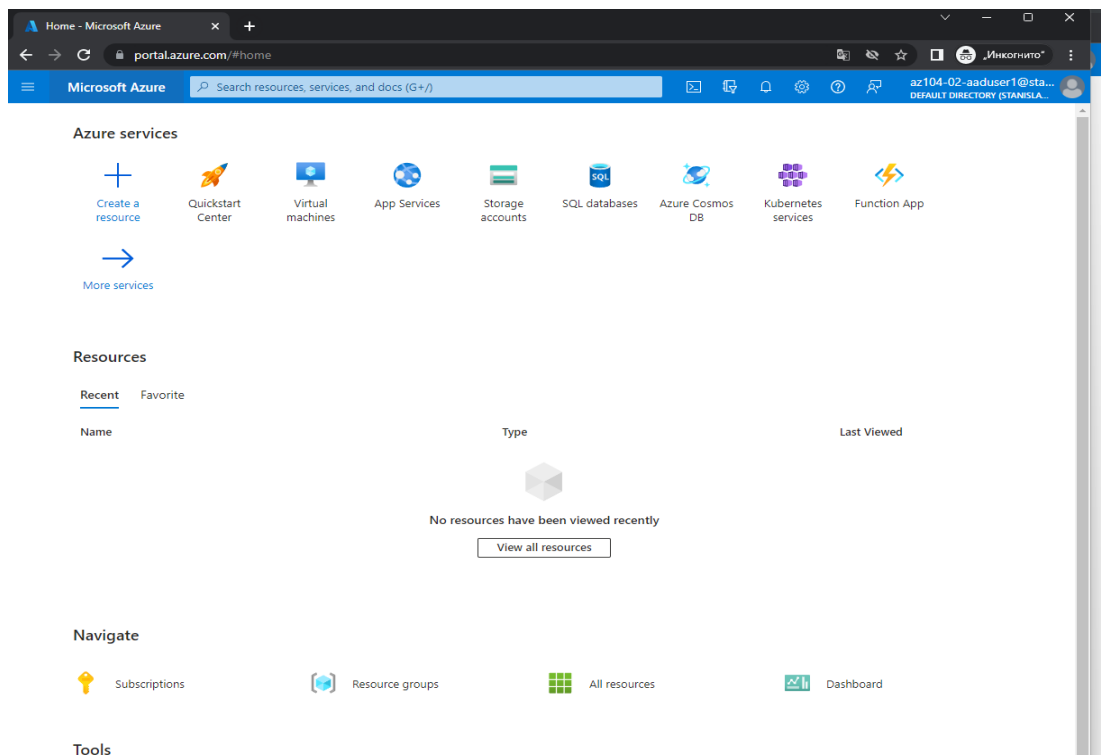 Home - Microsoft Azure
portal.azure.com/#home
„Инкогнито“
Microsoft Azure
Search resources, services, and docs (G+/)
az104-02-aaduser1@sta...
DEFAULT DIRECTORY (STANISLA...
Azure services
Create a resource
Quickstart Center
Virtual machines
App Services
Storage accounts
SQL databases
Azure Cosmos DB
Kubernetes services
Function App
More services
Resources
Recent
Favorite
Name
Type
Last Viewed
No resources have been viewed recently
View all resources
Navigate
Subscriptions
Resource groups
All resources
Dashboard
Tools